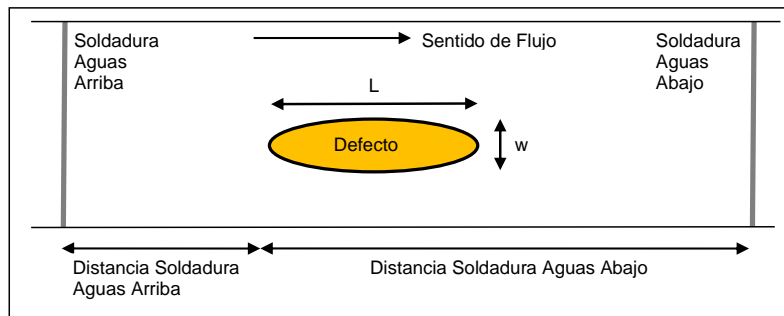 Soldadura
Aguas
Arriba
Sentido de Flujo
Soldadura
Aguas
Abajo
L
Defecto
w
Distancia Soldadura
Aguas Arriba
Distancia Soldadura Aguas Abajo